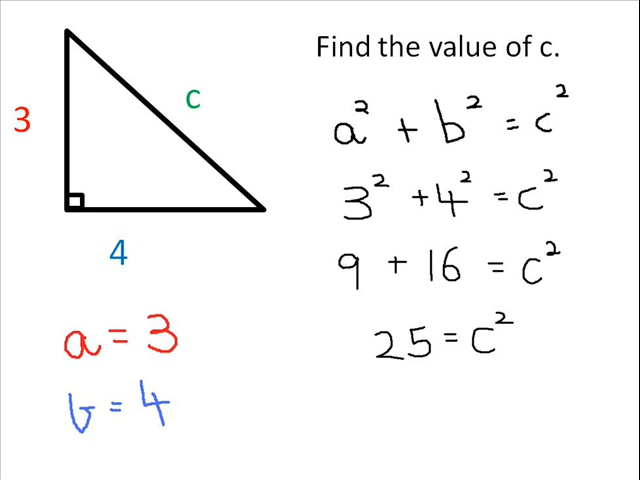 Find the value of c.
3
c
4
a² + b² = c²
3² + 4² = c²
9 + 16 = c²
25 = c²
a = 3
b = 4